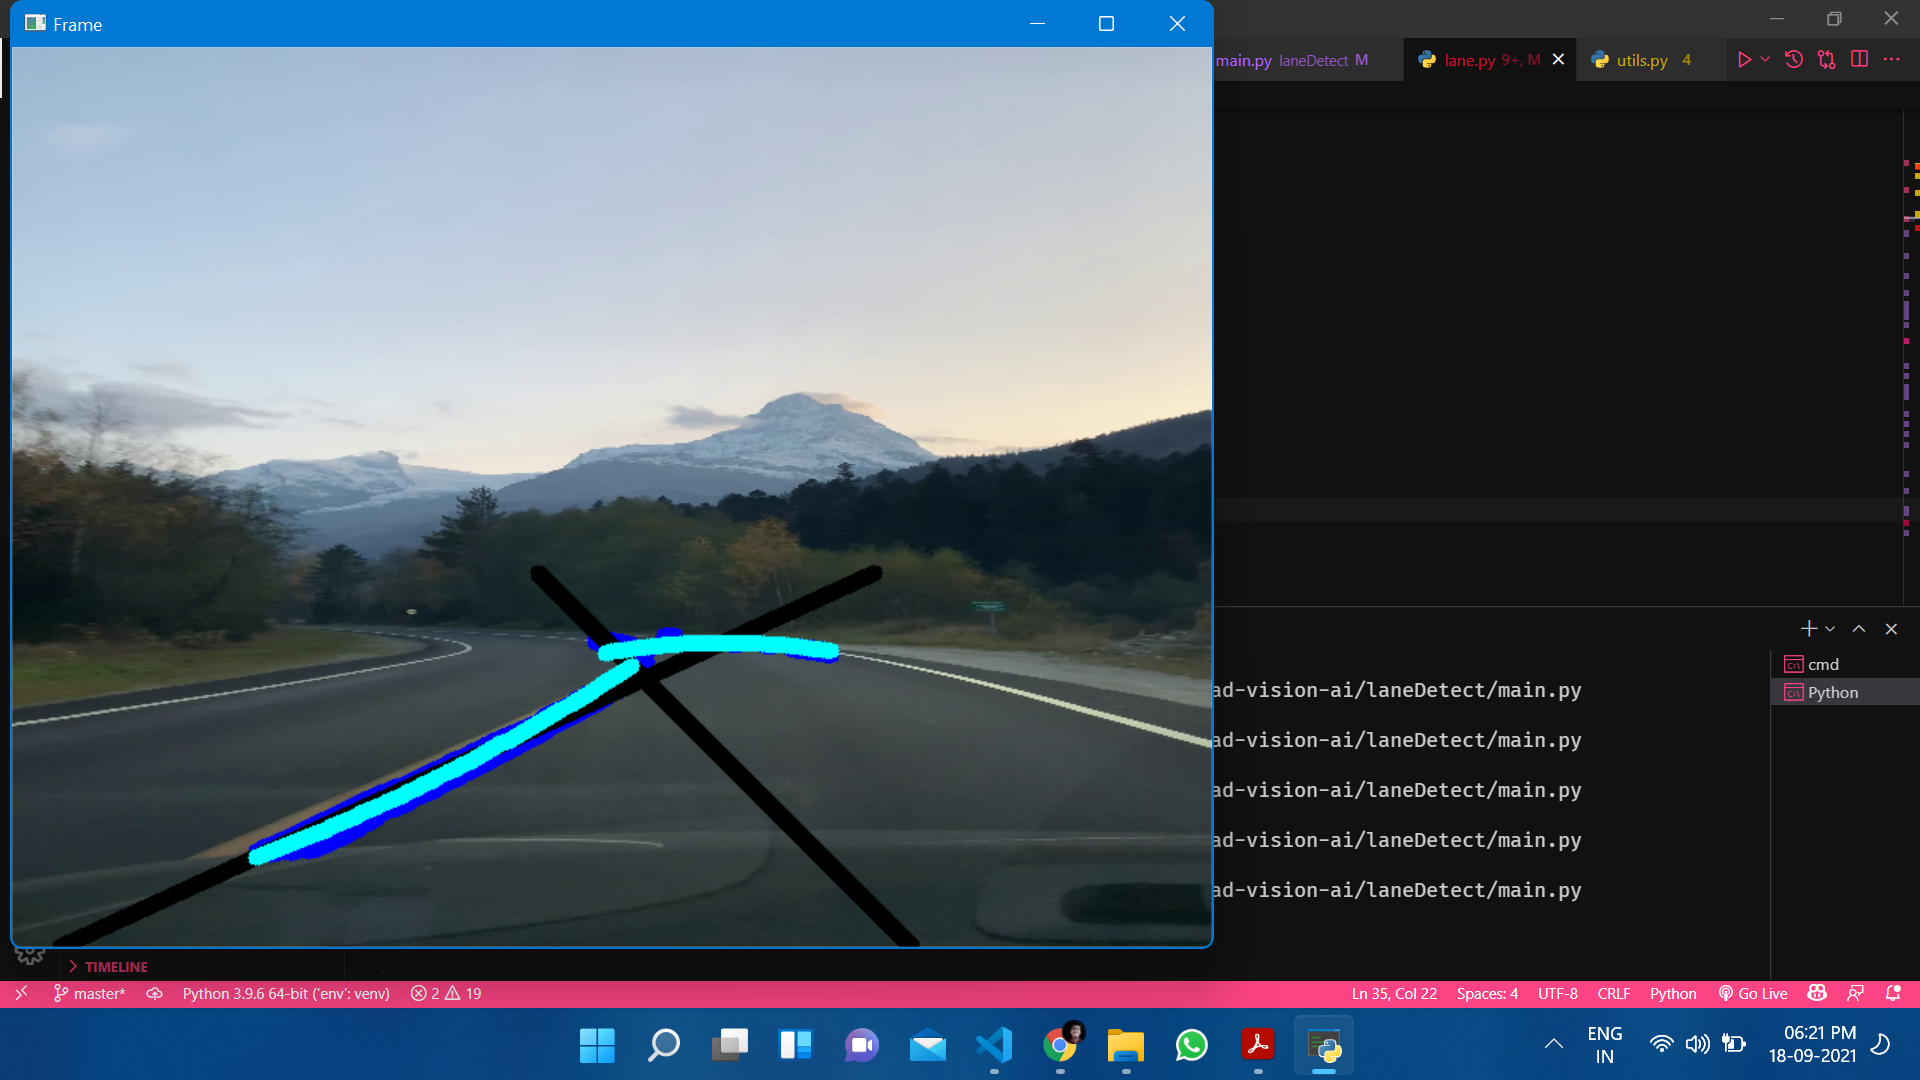 Frame
main.py laneDetect M
lane.py 9+, M
utils.py 4
cmd
Python
ad-vision-ai/laneDetect/main.py
ad-vision-ai/laneDetect/main.py
ad-vision-ai/laneDetect/main.py
ad-vision-ai/laneDetect/main.py
ad-vision-ai/laneDetect/main.py
TIMELINE
master*
Python 3.9.6 64-bit ('env': venv)
2
19
Ln 35, Col 22
Spaces: 4
UTF-8
CRLF
Python
Go Live
ENG
IN
06:21 PM
18-09-2021